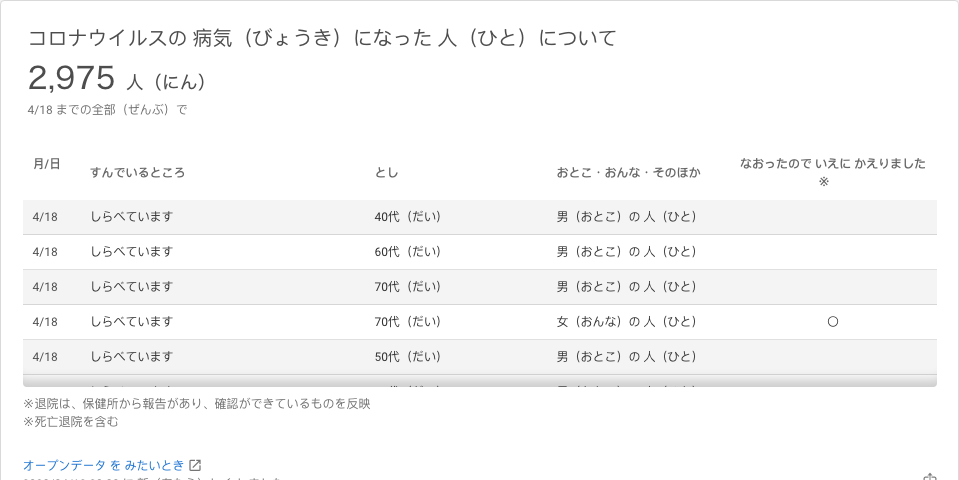 コロナウイルスの 病気（びょうき）になった 人（ひと）について
2,975 人（にん）
4/18 までの全部（ぜんぶ）で
月/日 すんでいるところ とし おとこ・おんな・そのほか なおったので いえに かえりました ※
4/18 しらべています 40代（だい） 男（おとこ）の 人（ひと）
4/18 しらべています 60代（だい） 男（おとこ）の 人（ひと）
4/18 しらべています 70代（だい） 男（おとこ）の 人（ひと）
4/18 しらべています 70代（だい） 女（おんな）の 人（ひと） 〇
4/18 しらべています 50代（だい） 男（おとこ）の 人（ひと）
※退院は、保健所から報告があり、確認ができているものを反映
※死亡退院を含む
オープンデータ を みたいとき